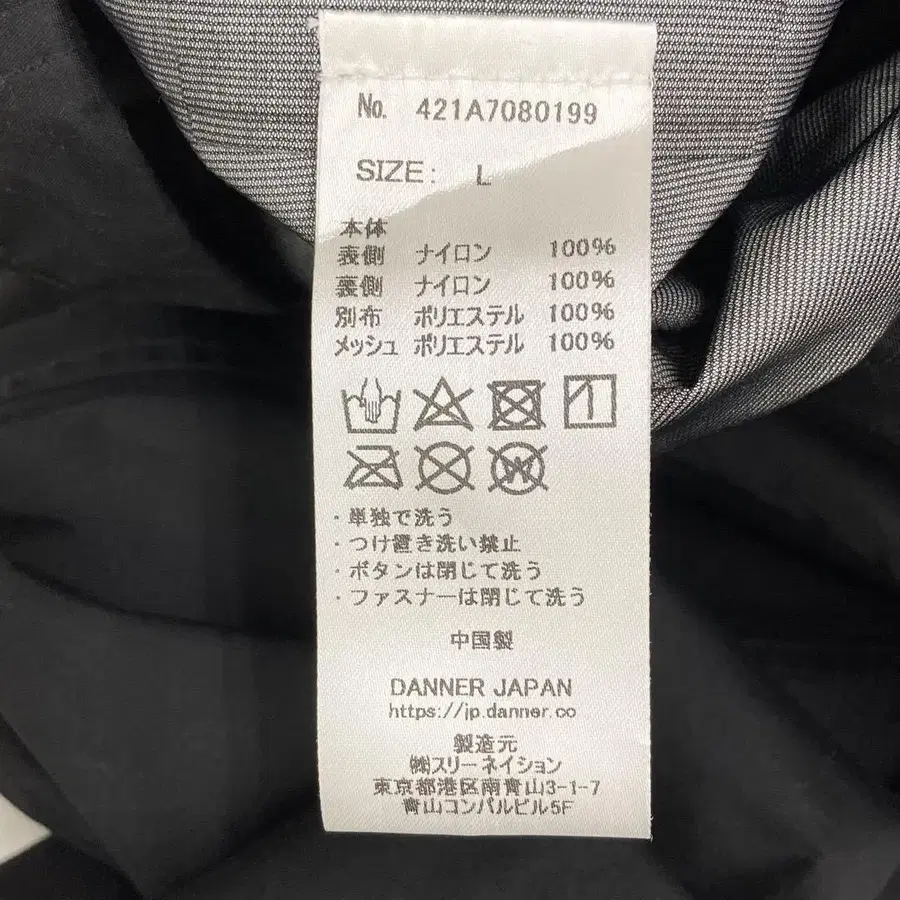 No. 421A7080199
SIZE: L
本体
表側 ナイロン 100%
裏側 ナイロン 100%
別布 ポリエステル 100%
メッシュ ポリエステル 100%
・単独で洗う
・つけ置き洗い禁止
・ボタンは閉じて洗う
・ファスナーは閉じて洗う
中国製
DANNER JAPAN
https://jp.danner.co
製造元
㈱スリーネイション
東京都港区南青山3-1-7
青山コンパルビル5F